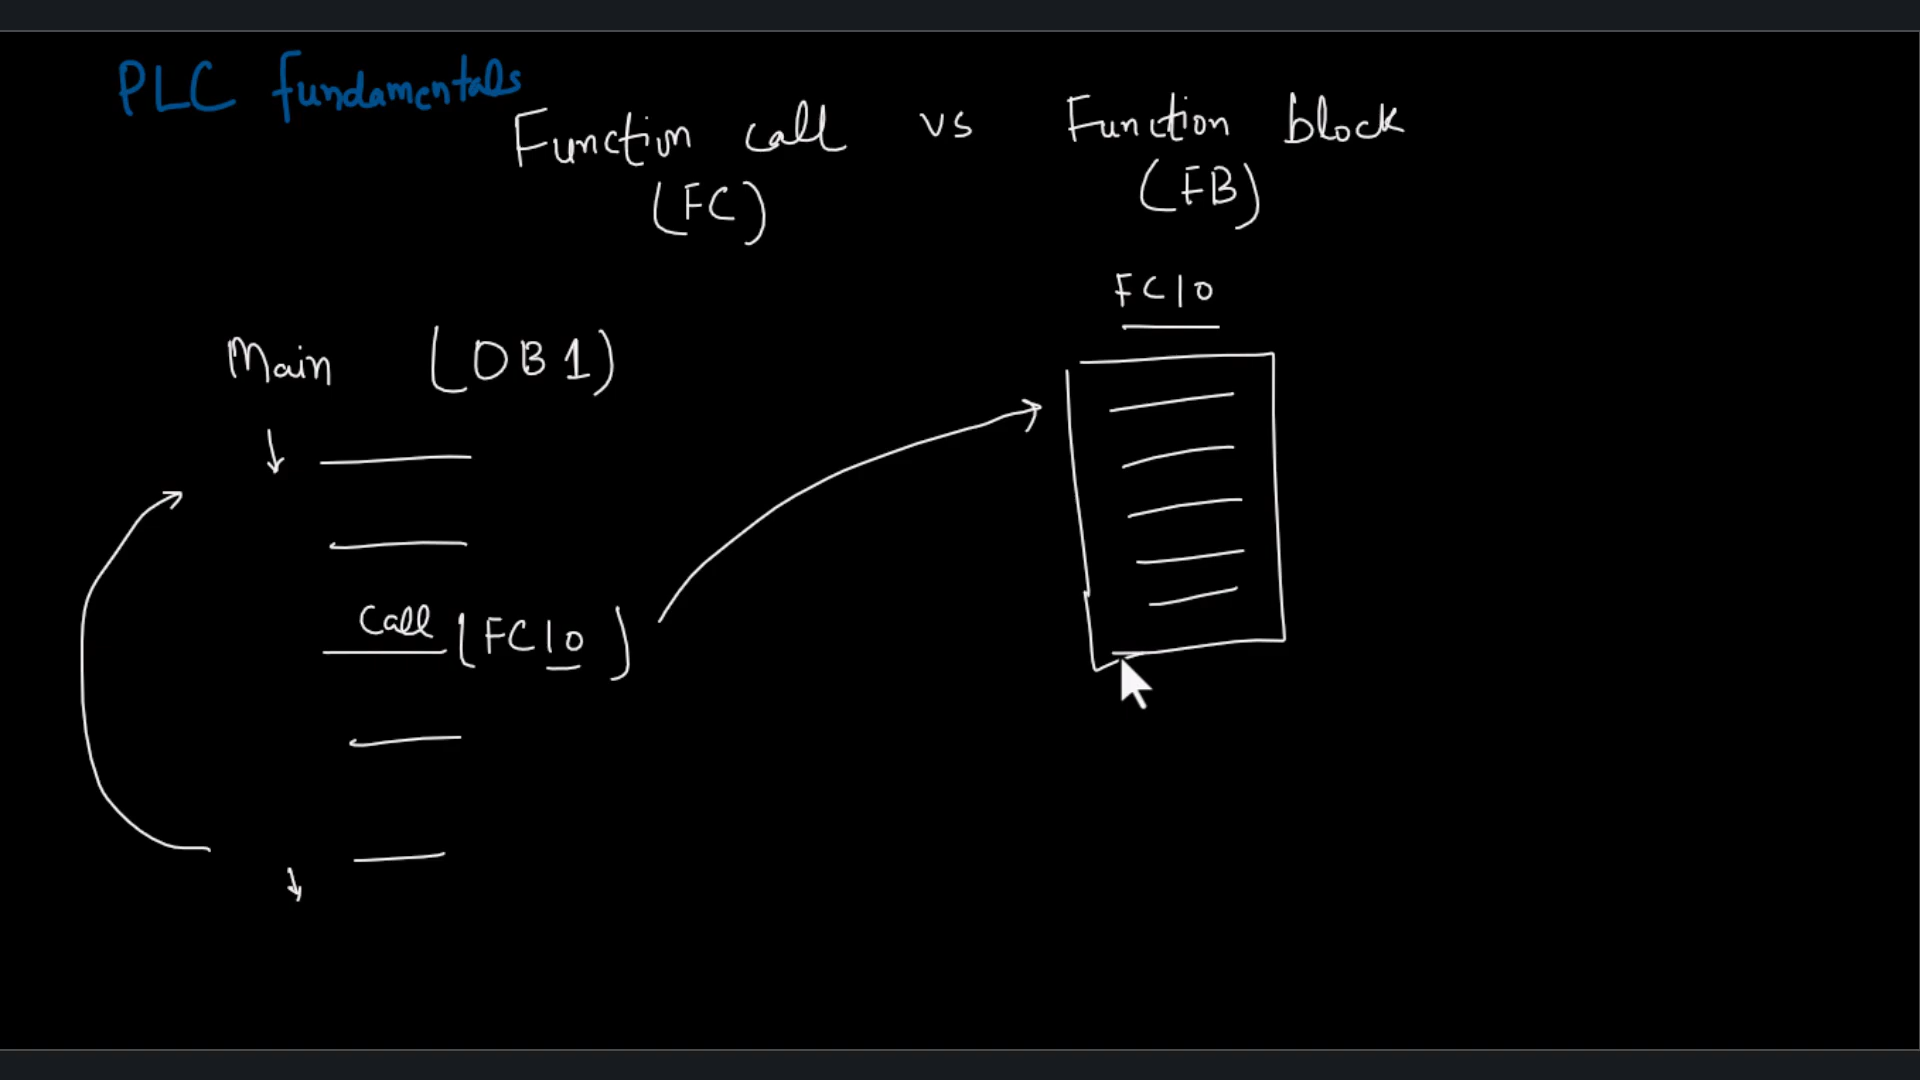 PLC fundamentals
Function call vs Function block
(FC) (FB)
FC10
Main (OB1)
Call (FC10)